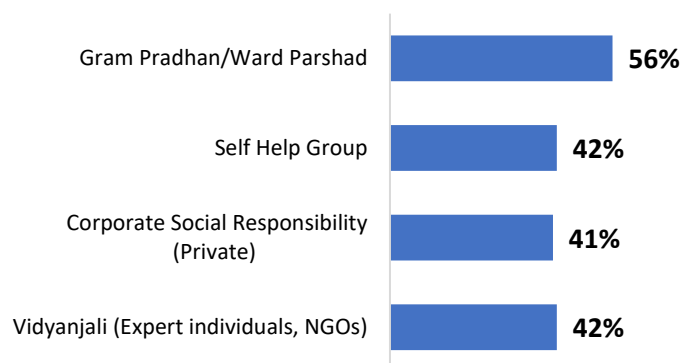 Gram Pradhan/Ward Parshad
56%
Self Help Group
42%
Corporate Social Responsibility
(Private)
41%
Vidyanjali (Expert individuals, NGOs)
42%